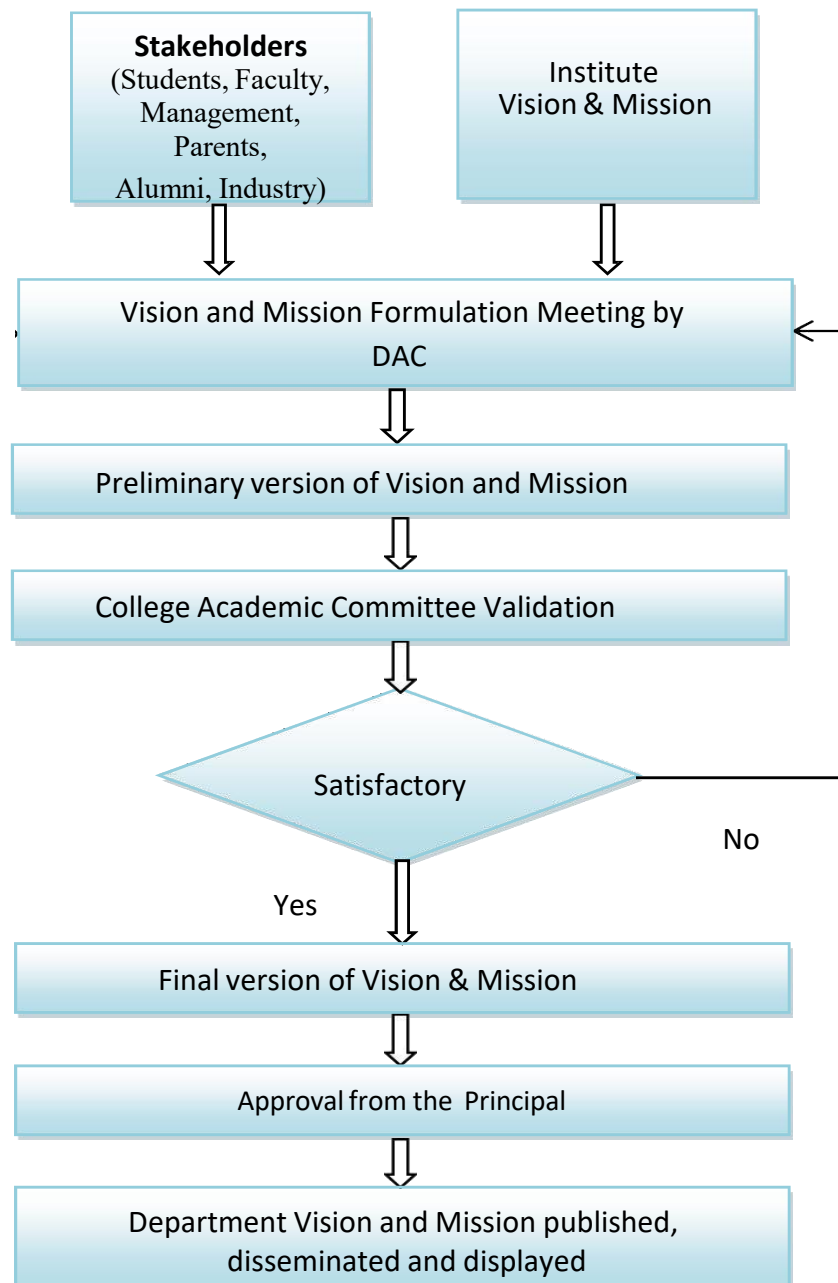 Stakeholders
(Students, Faculty,
Management,
Parents,
Alumni, Industry)
Institute
Vision & Mission
Vision and Mission Formulation Meeting by
DAC
Preliminary version of Vision and Mission
College Academic Committee Validation
Satisfactory
No
Yes
Final version of Vision & Mission
Approval from the Principal
Department Vision and Mission published,
disseminated and displayed